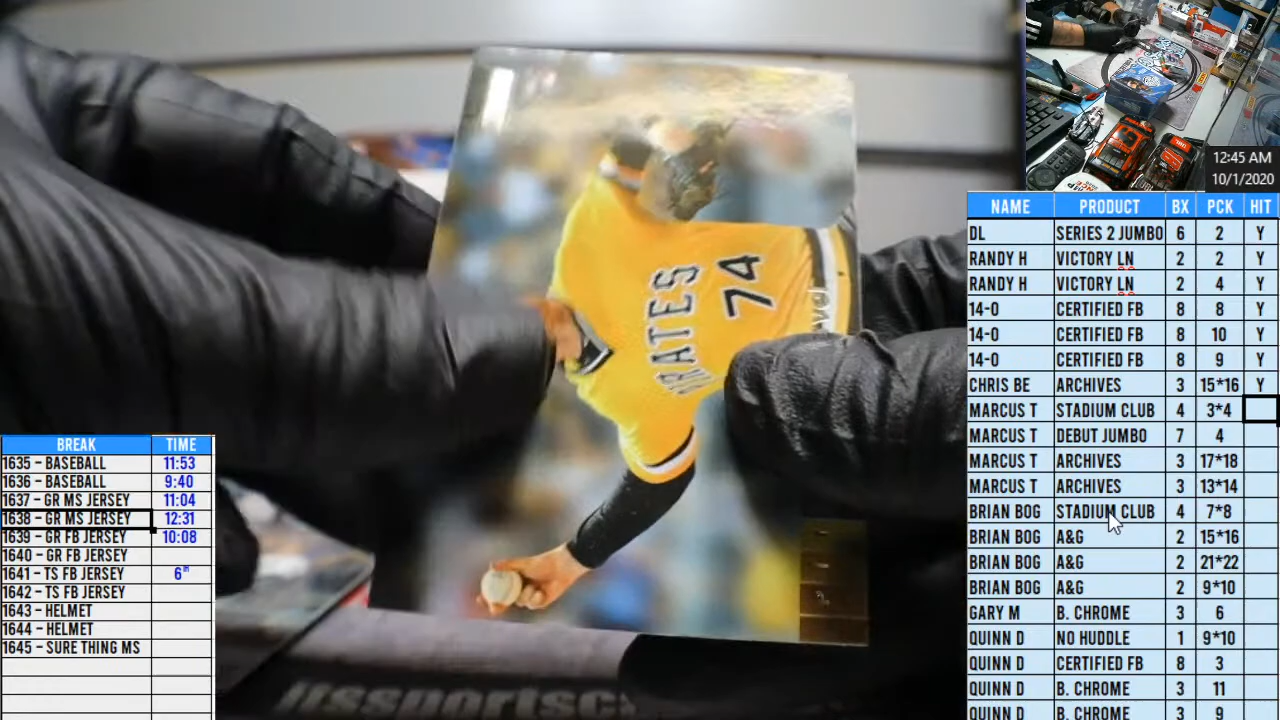 12:45 AM
10/1/2020
NAME PRODUCT BX PCK HIT
DL SERIES 2 JUMBO 6 2 Y
RANDY H VICTORY LN 2 2 Y
RANDY H VICTORY LN 2 4 Y
14-0 CERTIFIED FB 8 8 Y
14-0 CERTIFIED FB 8 10 Y
14-0 CERTIFIED FB 8 9 Y
CHRIS BE ARCHIVES 3 15*16 Y
MARCUS T STADIUM CLUB 4 3*4
MARCUS T DEBUT JUMBO 7 4
MARCUS T ARCHIVES 3 17*18
MARCUS T ARCHIVES 3 13*14
BRIAN BOG STADIUM CLUB 4 7*8
BRIAN BOG A&G 2 15*16
BRIAN BOG A&G 2 21*22
BRIAN BOG A&G 2 9*10
GARY M B. CHROME 3 6
QUINN D NO HUDDLE 1 9*10
QUINN D CERTIFIED FB 8 3
QUINN D B. CHROME 3 11
QUINN D B. CHROME 3 9
BREAK TIME
1635 - BASEBALL 11:53
1636 - BASEBALL 9:40
1637 - GR MS JERSEY 11:04
1638 - GR MS JERSEY 12:31
1639 - GR FB JERSEY 10:08
1640 - GR FB JERSEY
1641 - TS FB JERSEY 6TH
1642 - TS FB JERSEY
1643 - HELMET
1644 - HELMET
1645 - SURE THING MS
PIRATES
74